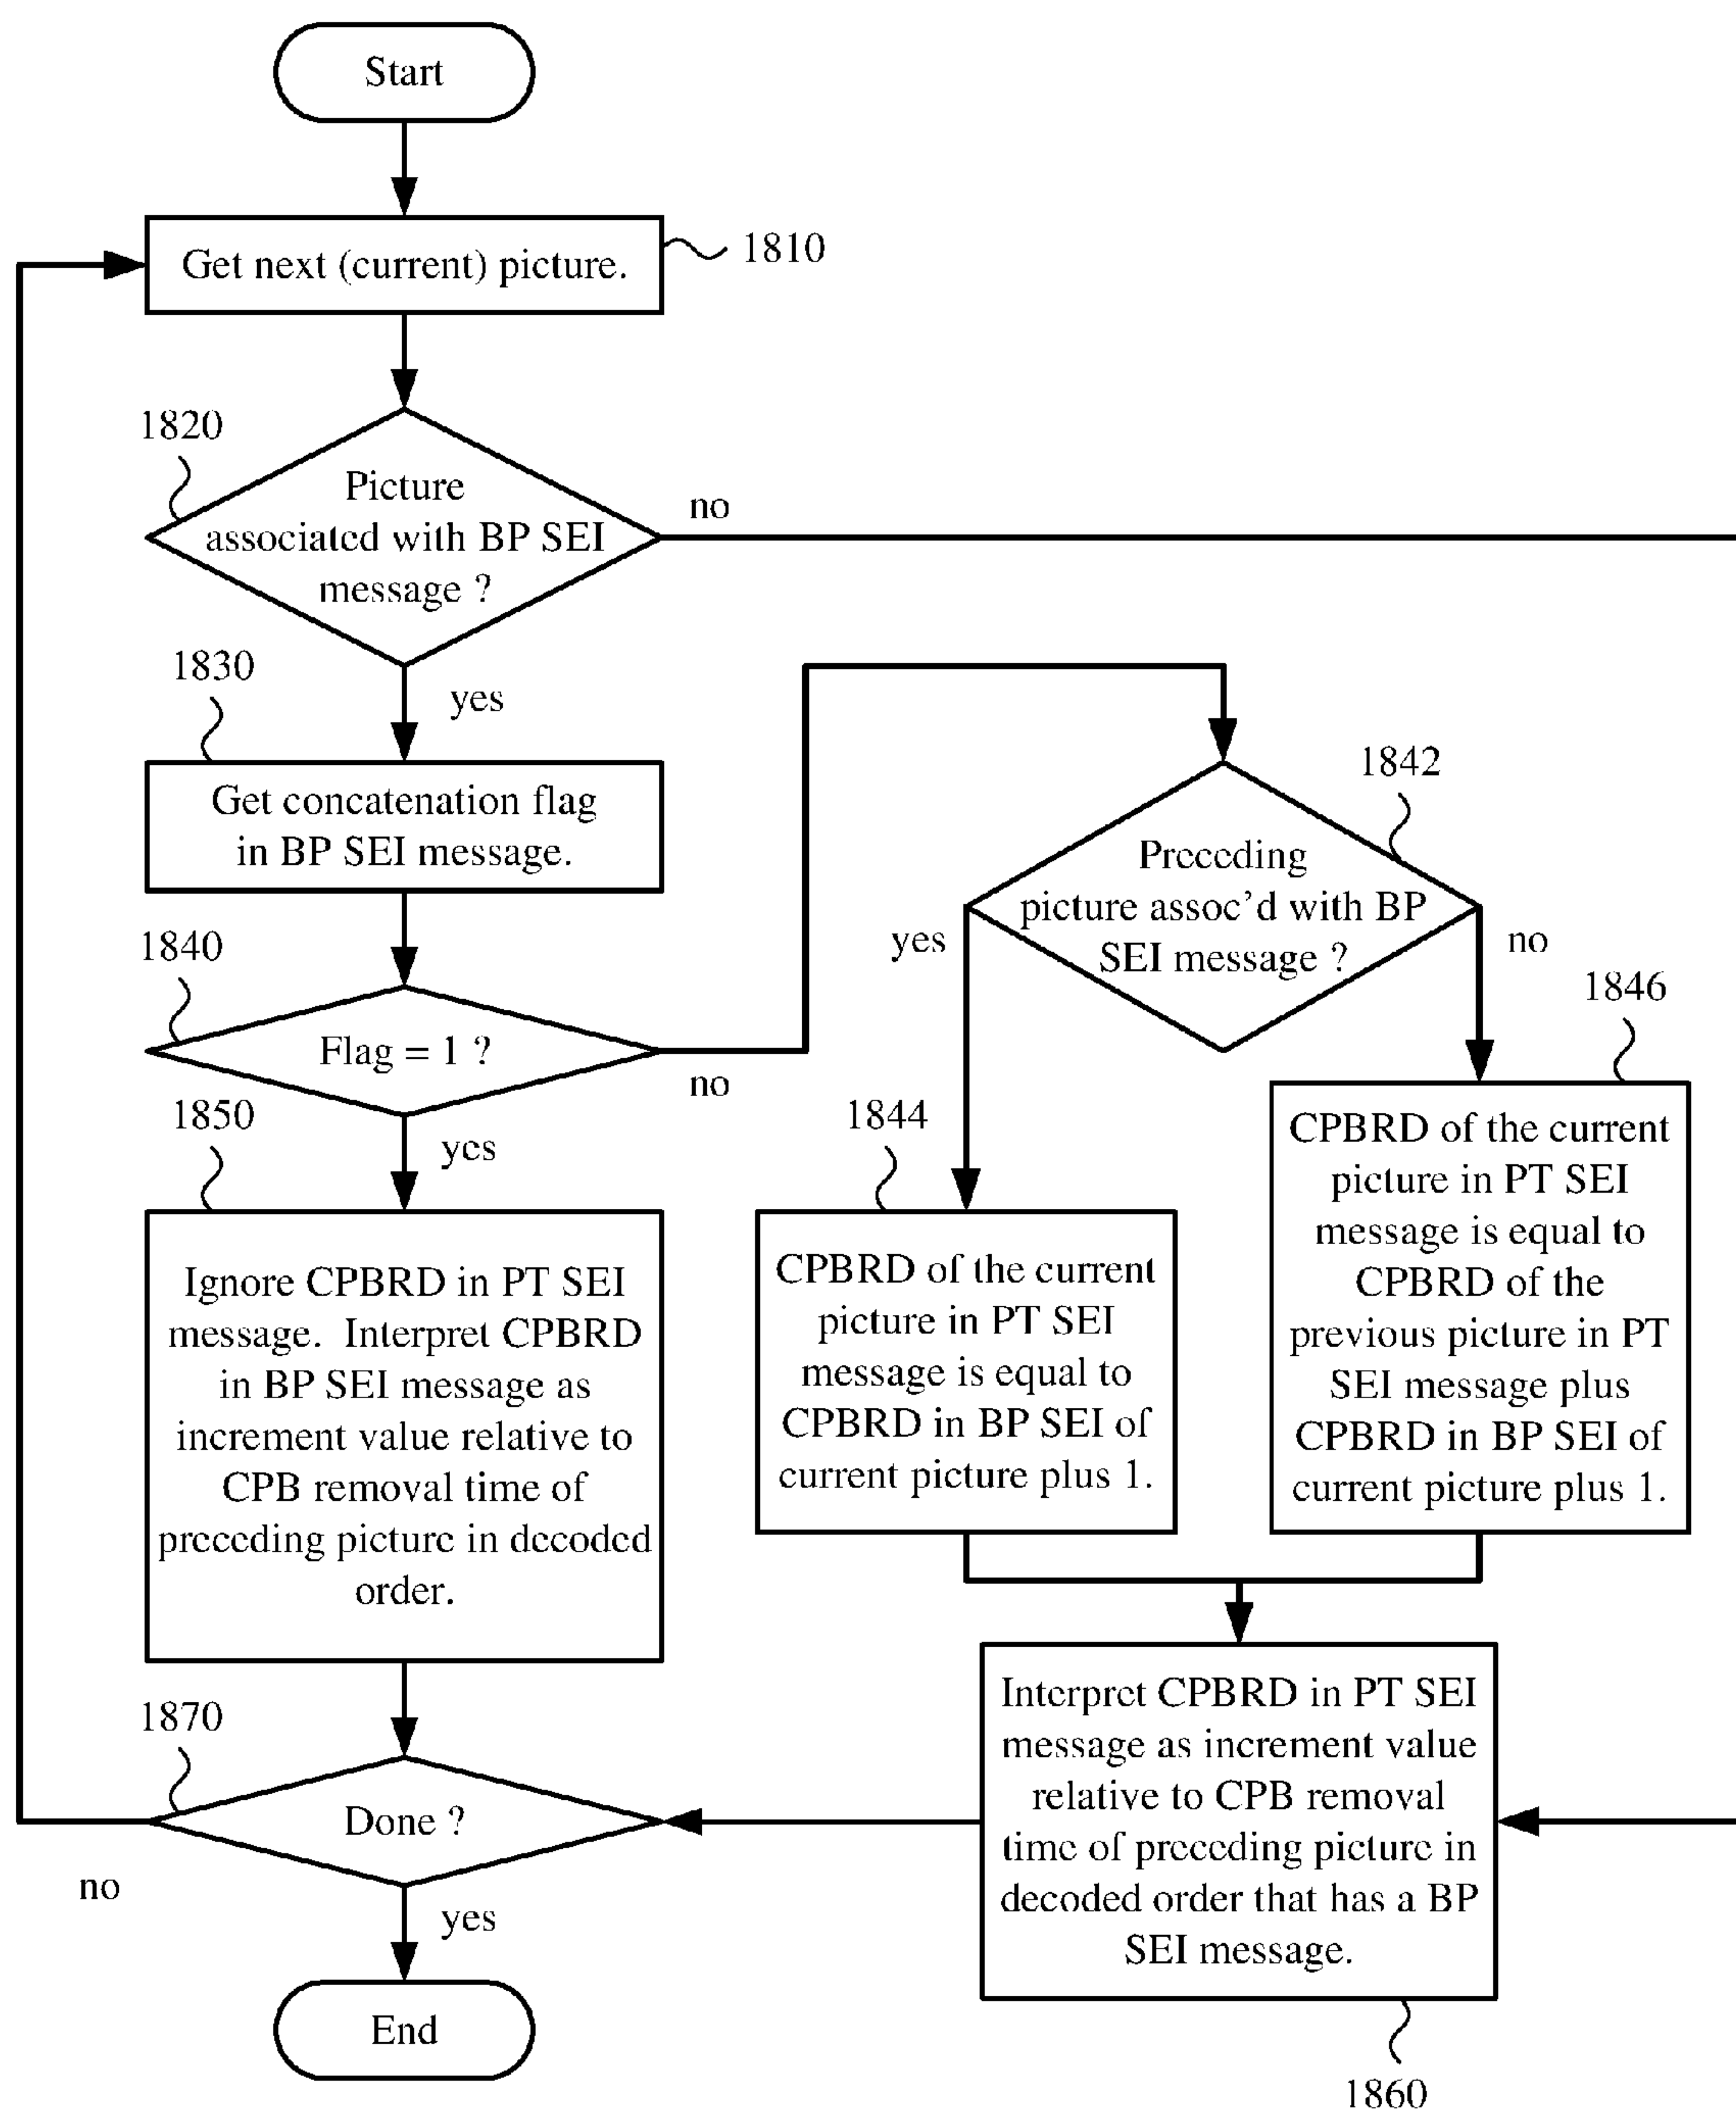 Start
Get next (current) picture.
1810
1820
Picture
associated with BP SEI
message ?
no
yes
1830
Get concatenation flag
in BP SEI message.
1840
Flag = 1 ?
no
yes
1842
Preceding
picture assoc'd with BP
SEI message ?
yes
no
1844
CPBRD of the current
picture in PT SEI
message is equal to
CPBRD in BP SEI of
current picture plus 1.
1846
CPBRD of the current
picture in PT SEI
message is equal to
CPBRD of the
previous picture in PT
SEI message plus
CPBRD in BP SEI of
current picture plus 1.
1850
Ignore CPBRD in PT SEI
message. Interpret CPBRD
in BP SEI message as
increment value relative to
CPB removal time of
preceding picture in decoded
order.
Interpret CPBRD in PT SEI
message as increment value
relative to CPB removal
time of preceding picture in
decoded order that has a BP
SEI message.
1860
1870
Done ?
no
yes
End